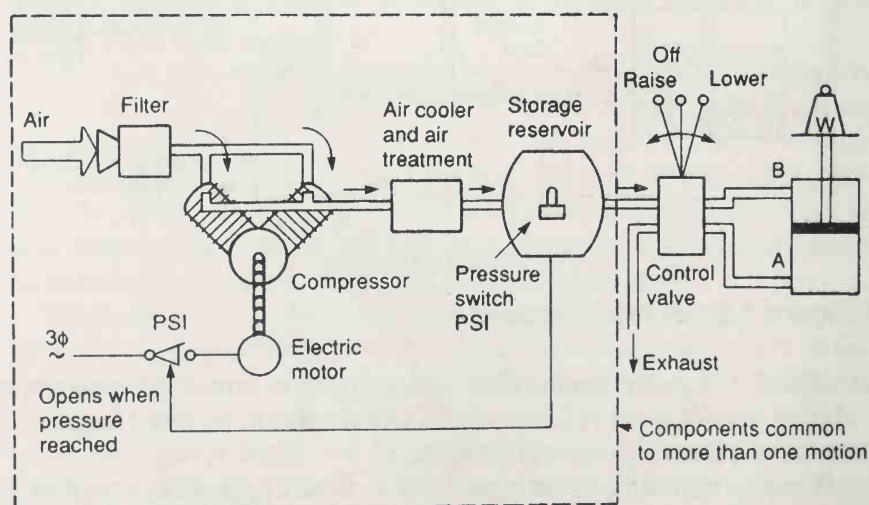 Air
Filter
Air cooler
and air
treatment
Storage
reservoir
Off
Raise
Lower
W
B
A
Compressor
Pressure
switch
PSI
Control
valve
3ϕ
~
PSI
Electric
motor
Exhaust
Opens when
pressure
reached
Components common
to more than one motion